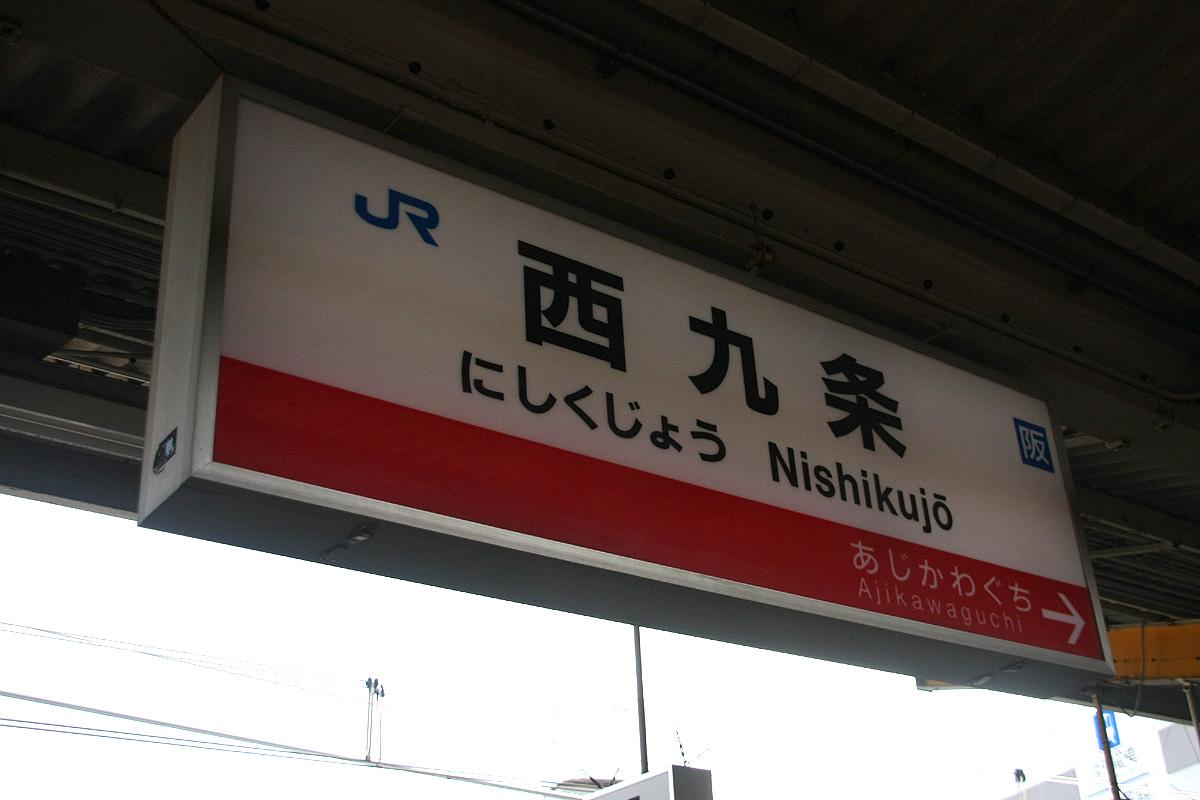 JR
西九条
にしくじょう Nishikujō
阪
あじかわぐち
Ajikawaguchi →